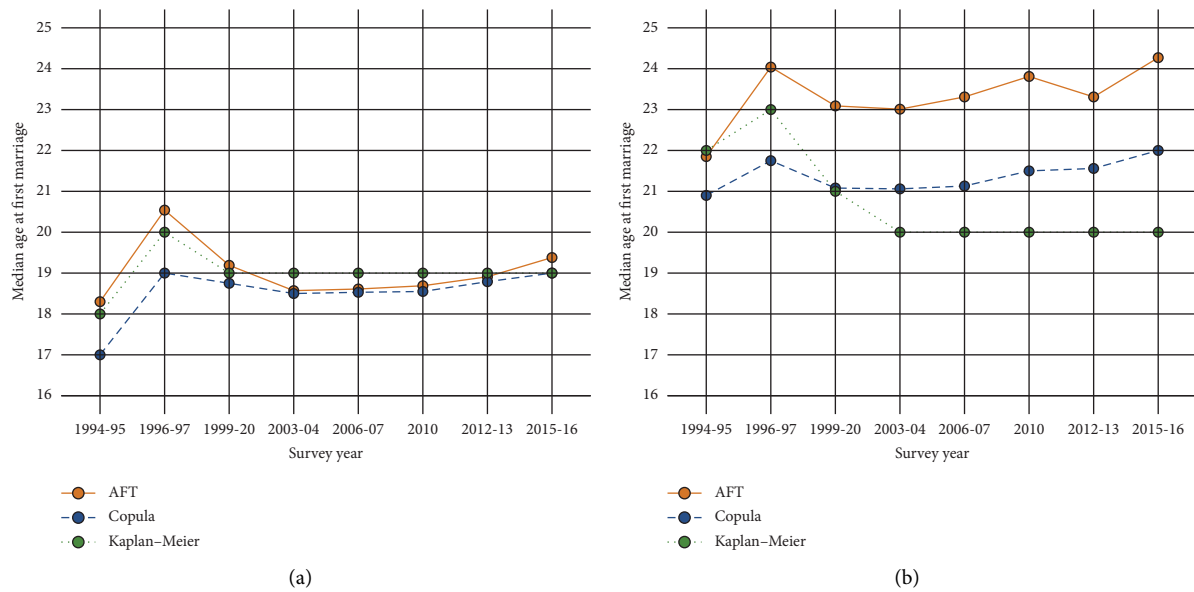 25
24
23
22
21
20
19
18
17
16
Median age at first marriage
1994-95 1996-97 1999-20 2003-04 2006-07 2010 2012-13 2015-16
Survey year
AFT
Copula
Kaplan–Meier
(a)
25
24
23
22
21
20
19
18
17
16
Median age at first marriage
1994-95 1996-97 1999-20 2003-04 2006-07 2010 2012-13 2015-16
Survey year
AFT
Copula
Kaplan–Meier
(b)